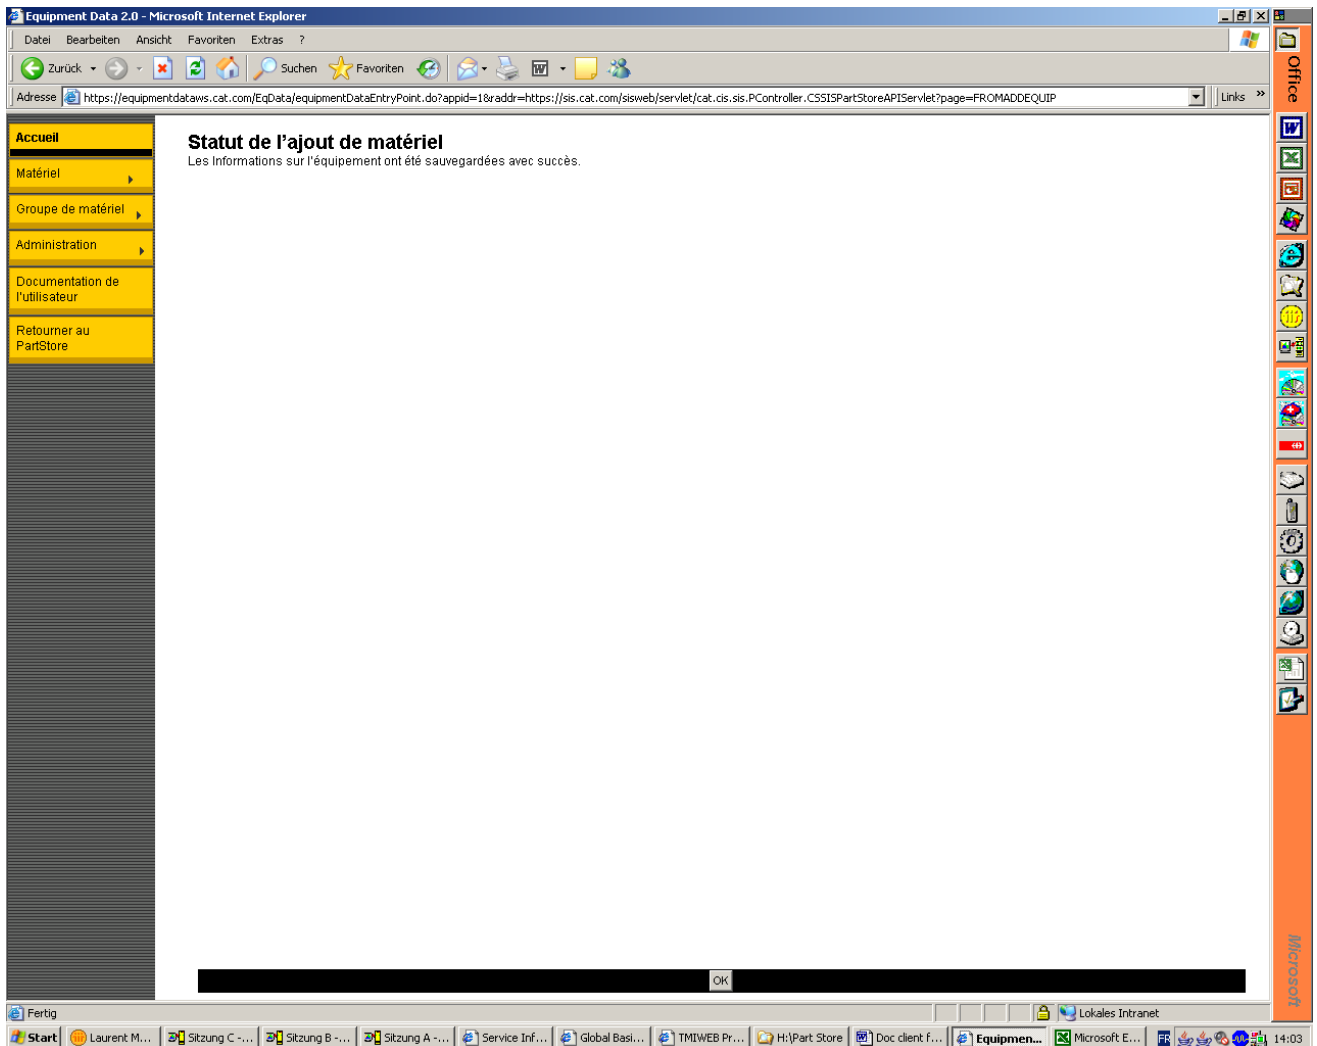 Equipment Data 2.0 - Microsoft Internet Explorer
Datei Bearbeiten Ansicht Favoriten Extras ?
Zurück Suchen Favoriten
Adresse https://equipmentdataws.cat.com/EqData/equipmentDataEntryPoint.do?appid=1&raddr=https://sis.cat.com/sisweb/servlet/cat.cis.sis.PController.CSSISPartStoreAPIServlet?page=FROMADDEQUIP Links »
Office
Accueil
Matériel
Groupe de matériel
Administration
Documentation de
l'utilisateur
Retourner au
PartStore
Statut de l'ajout de matériel
Les Informations sur l'équipement ont été sauvegardées avec succès.
OK
Microsoft
Fertig Lokales Intranet
Start Laurent M... Sitzung C -... Sitzung B -... Sitzung A -... Service Inf... Global Basi... TMIWEB Pr... H:\Part Store Doc client f... Equipmen... Microsoft E... FR 14:03